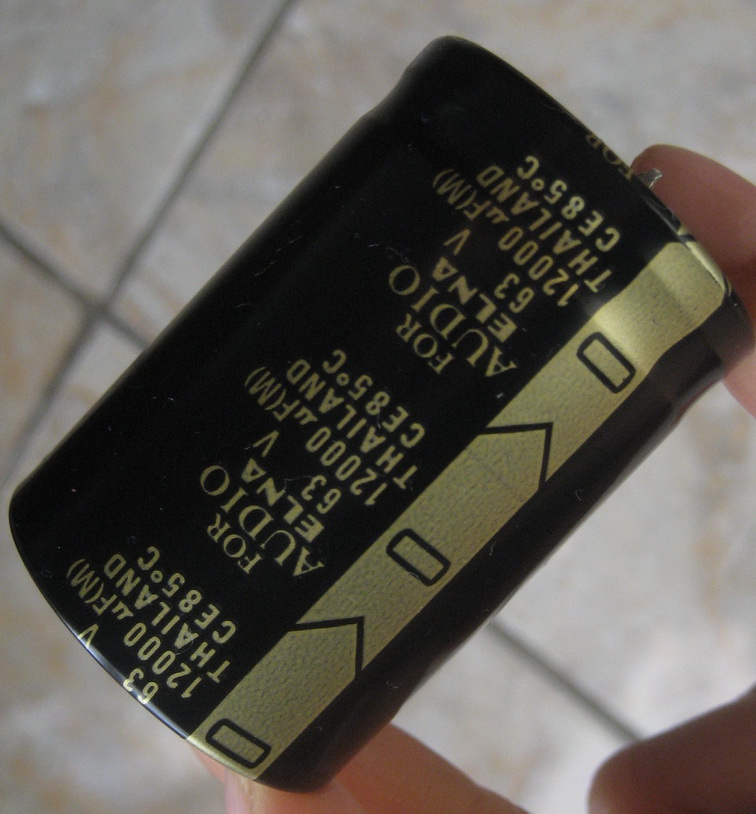 63 V
12000 µF(M)
THAILAND
CE85°C
FOR
AUDIO
ELNA
63 V
12000 µF(M)
THAILAND
CE85°C
FOR
AUDIO
ELNA
63 V
12000 µF(M)
THAILAND
CE85°C
FOR